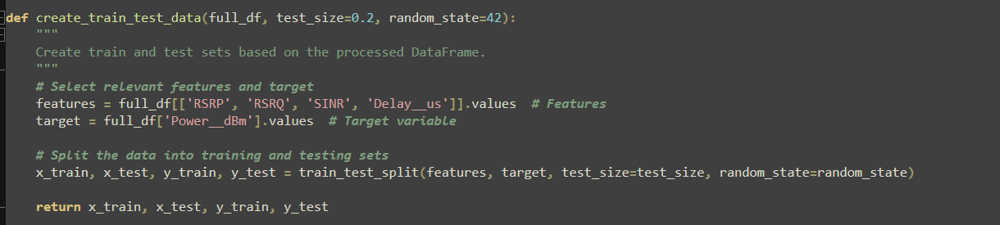 def create_train_test_data(full_df, test_size=0.2, random_state=42):
    """
    Create train and test sets based on the processed DataFrame.
    """
    # Select relevant features and target
    features = full_df[['RSRP', 'RSRQ', 'SINR', 'Delay__us']].values  # Features
    target = full_df['Power__dBm'].values  # Target variable

    # Split the data into training and testing sets
    x_train, x_test, y_train, y_test = train_test_split(features, target, test_size=test_size, random_state=random_state)

    return x_train, x_test, y_train, y_test